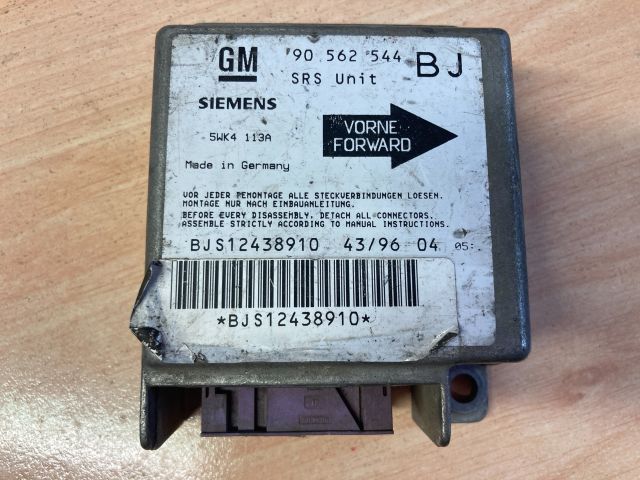 GM 90 562 544 BJ
SRS Unit
SIEMENS
5WK4 113A
VORNE
FORWARD
Made in Germany
VOR JEDER DEMONTAGE ALLE STECKVERBINDUNGEN LOESEN.
MONTAGE NUR NACH EINBAUANLEITUNG.
BEFORE EVERY DISASSEMBLY, DETACH ALL CONNECTORS.
ASSEMBLE STRICTLY ACCORDING TO MANUAL INSTRUCTIONS.
BJS12438910 43/96 04 05:
*BJS12438910*